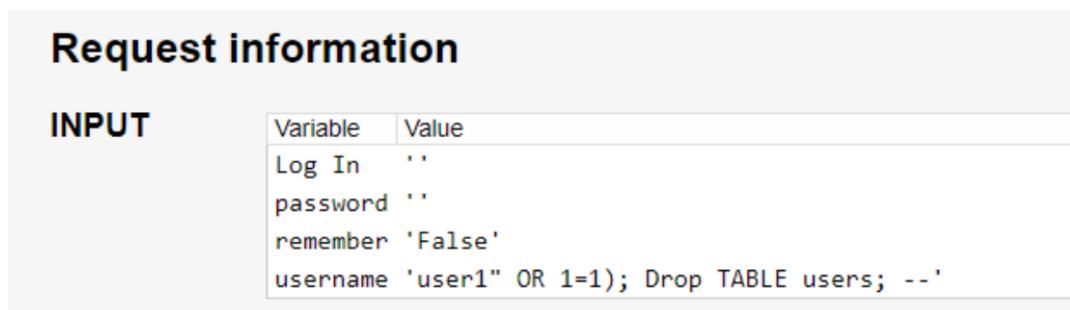 Request information
INPUT
Variable Value
Log In ''
password ''
remember 'False'
username 'user1" OR 1=1); Drop TABLE users; --'